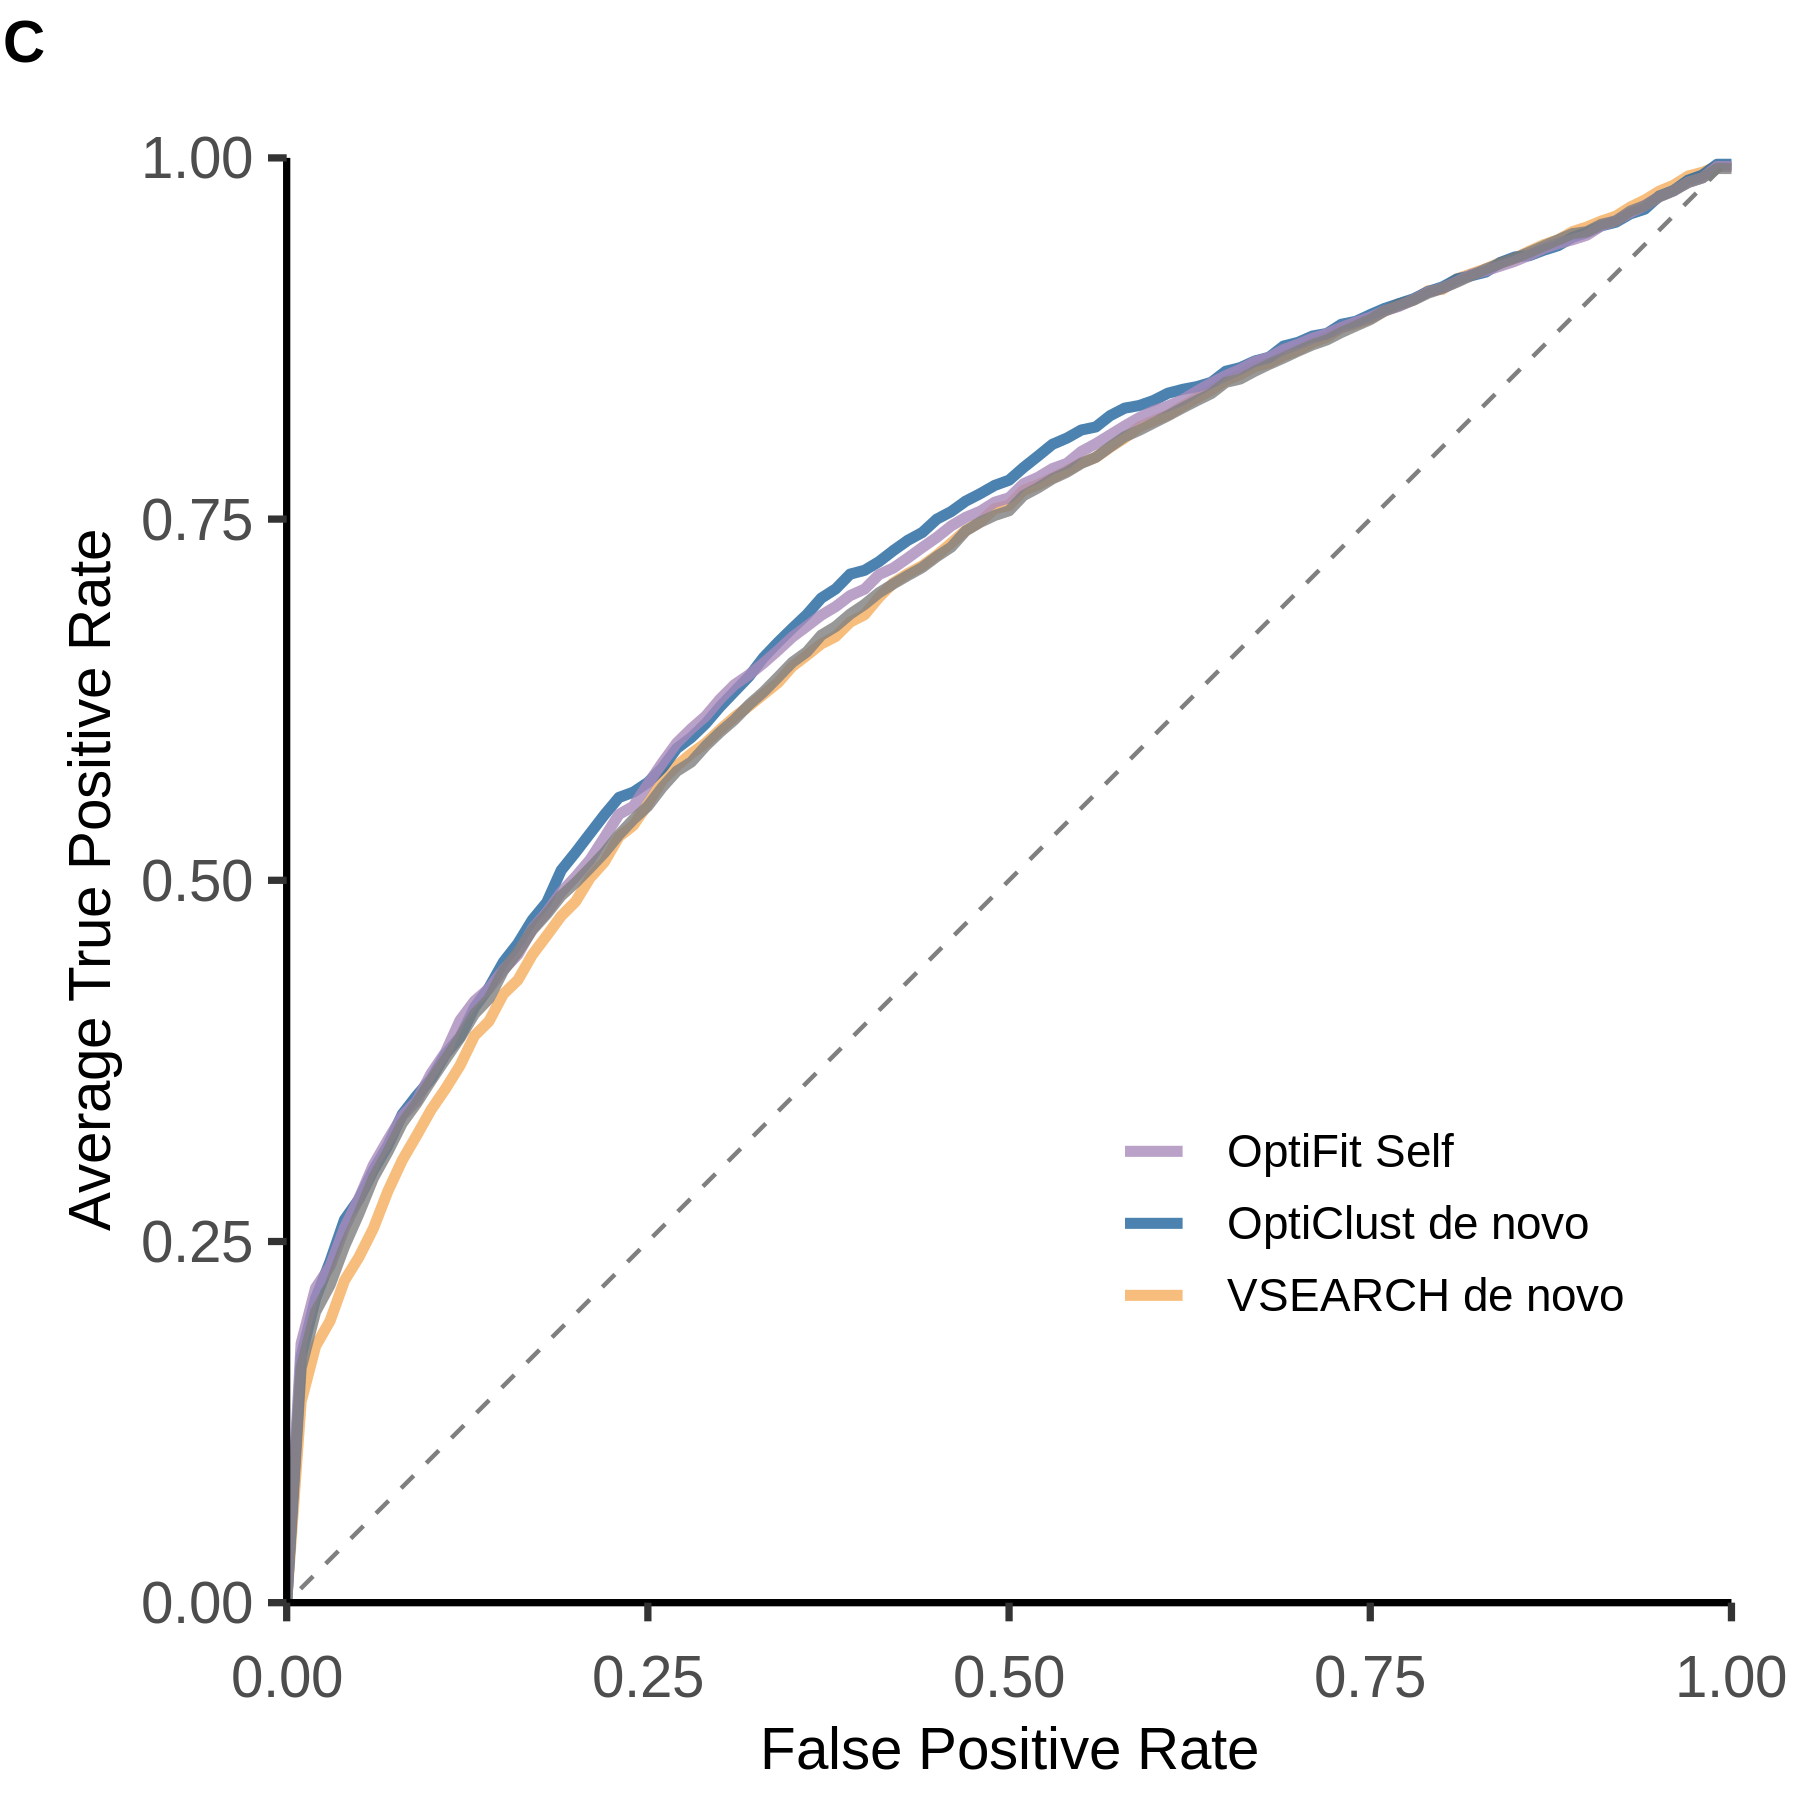 C
1.00
0.75
0.50
0.25
0.00
Average True Positive Rate
OptiFit Self
OptiClust de novo
VSEARCH de novo
0.00 0.25 0.50 0.75 1.00
False Positive Rate